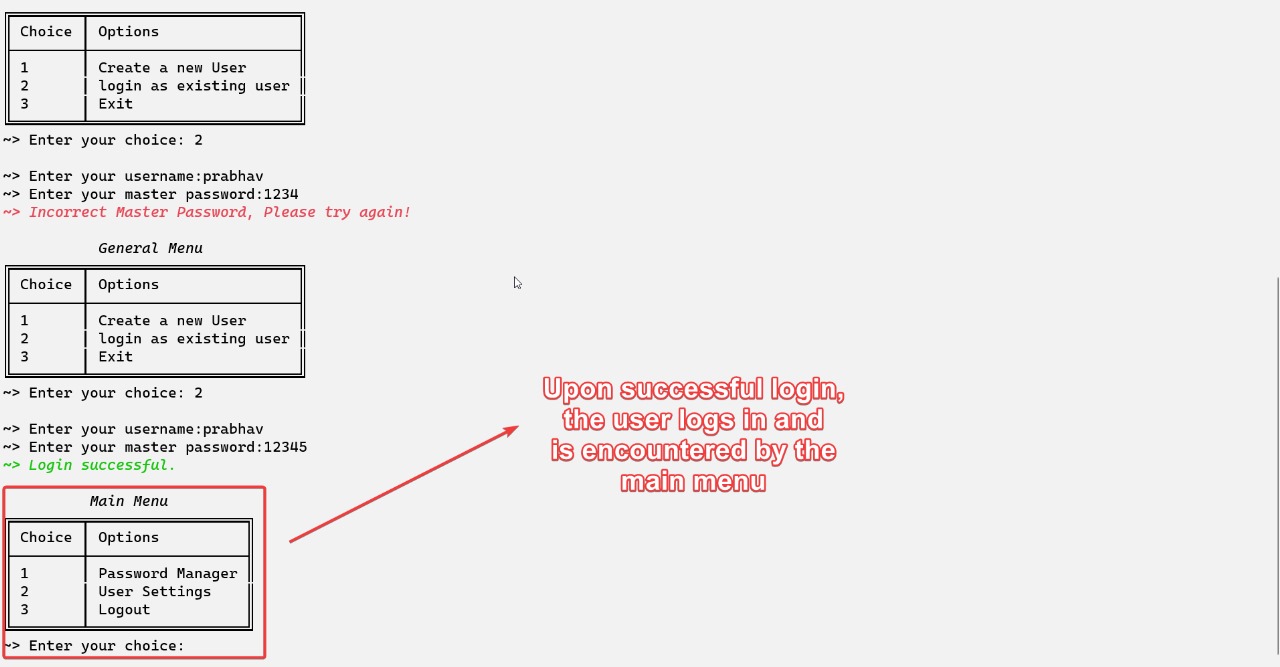 Choice Options
1 Create a new User
2 login as existing user
3 Exit
~> Enter your choice: 2
~> Enter your username:prabhav
~> Enter your master password:1234
~> Incorrect Master Password, Please try again!
General Menu
Choice Options
1 Create a new User
2 login as existing user
3 Exit
~> Enter your choice: 2
~> Enter your username:prabhav
~> Enter your master password:12345
~> Login successful.
Main Menu
Choice Options
1 Password Manager
2 User Settings
3 Logout
~> Enter your choice:
Upon successful login,
the user logs in and
is encountered by the
main menu